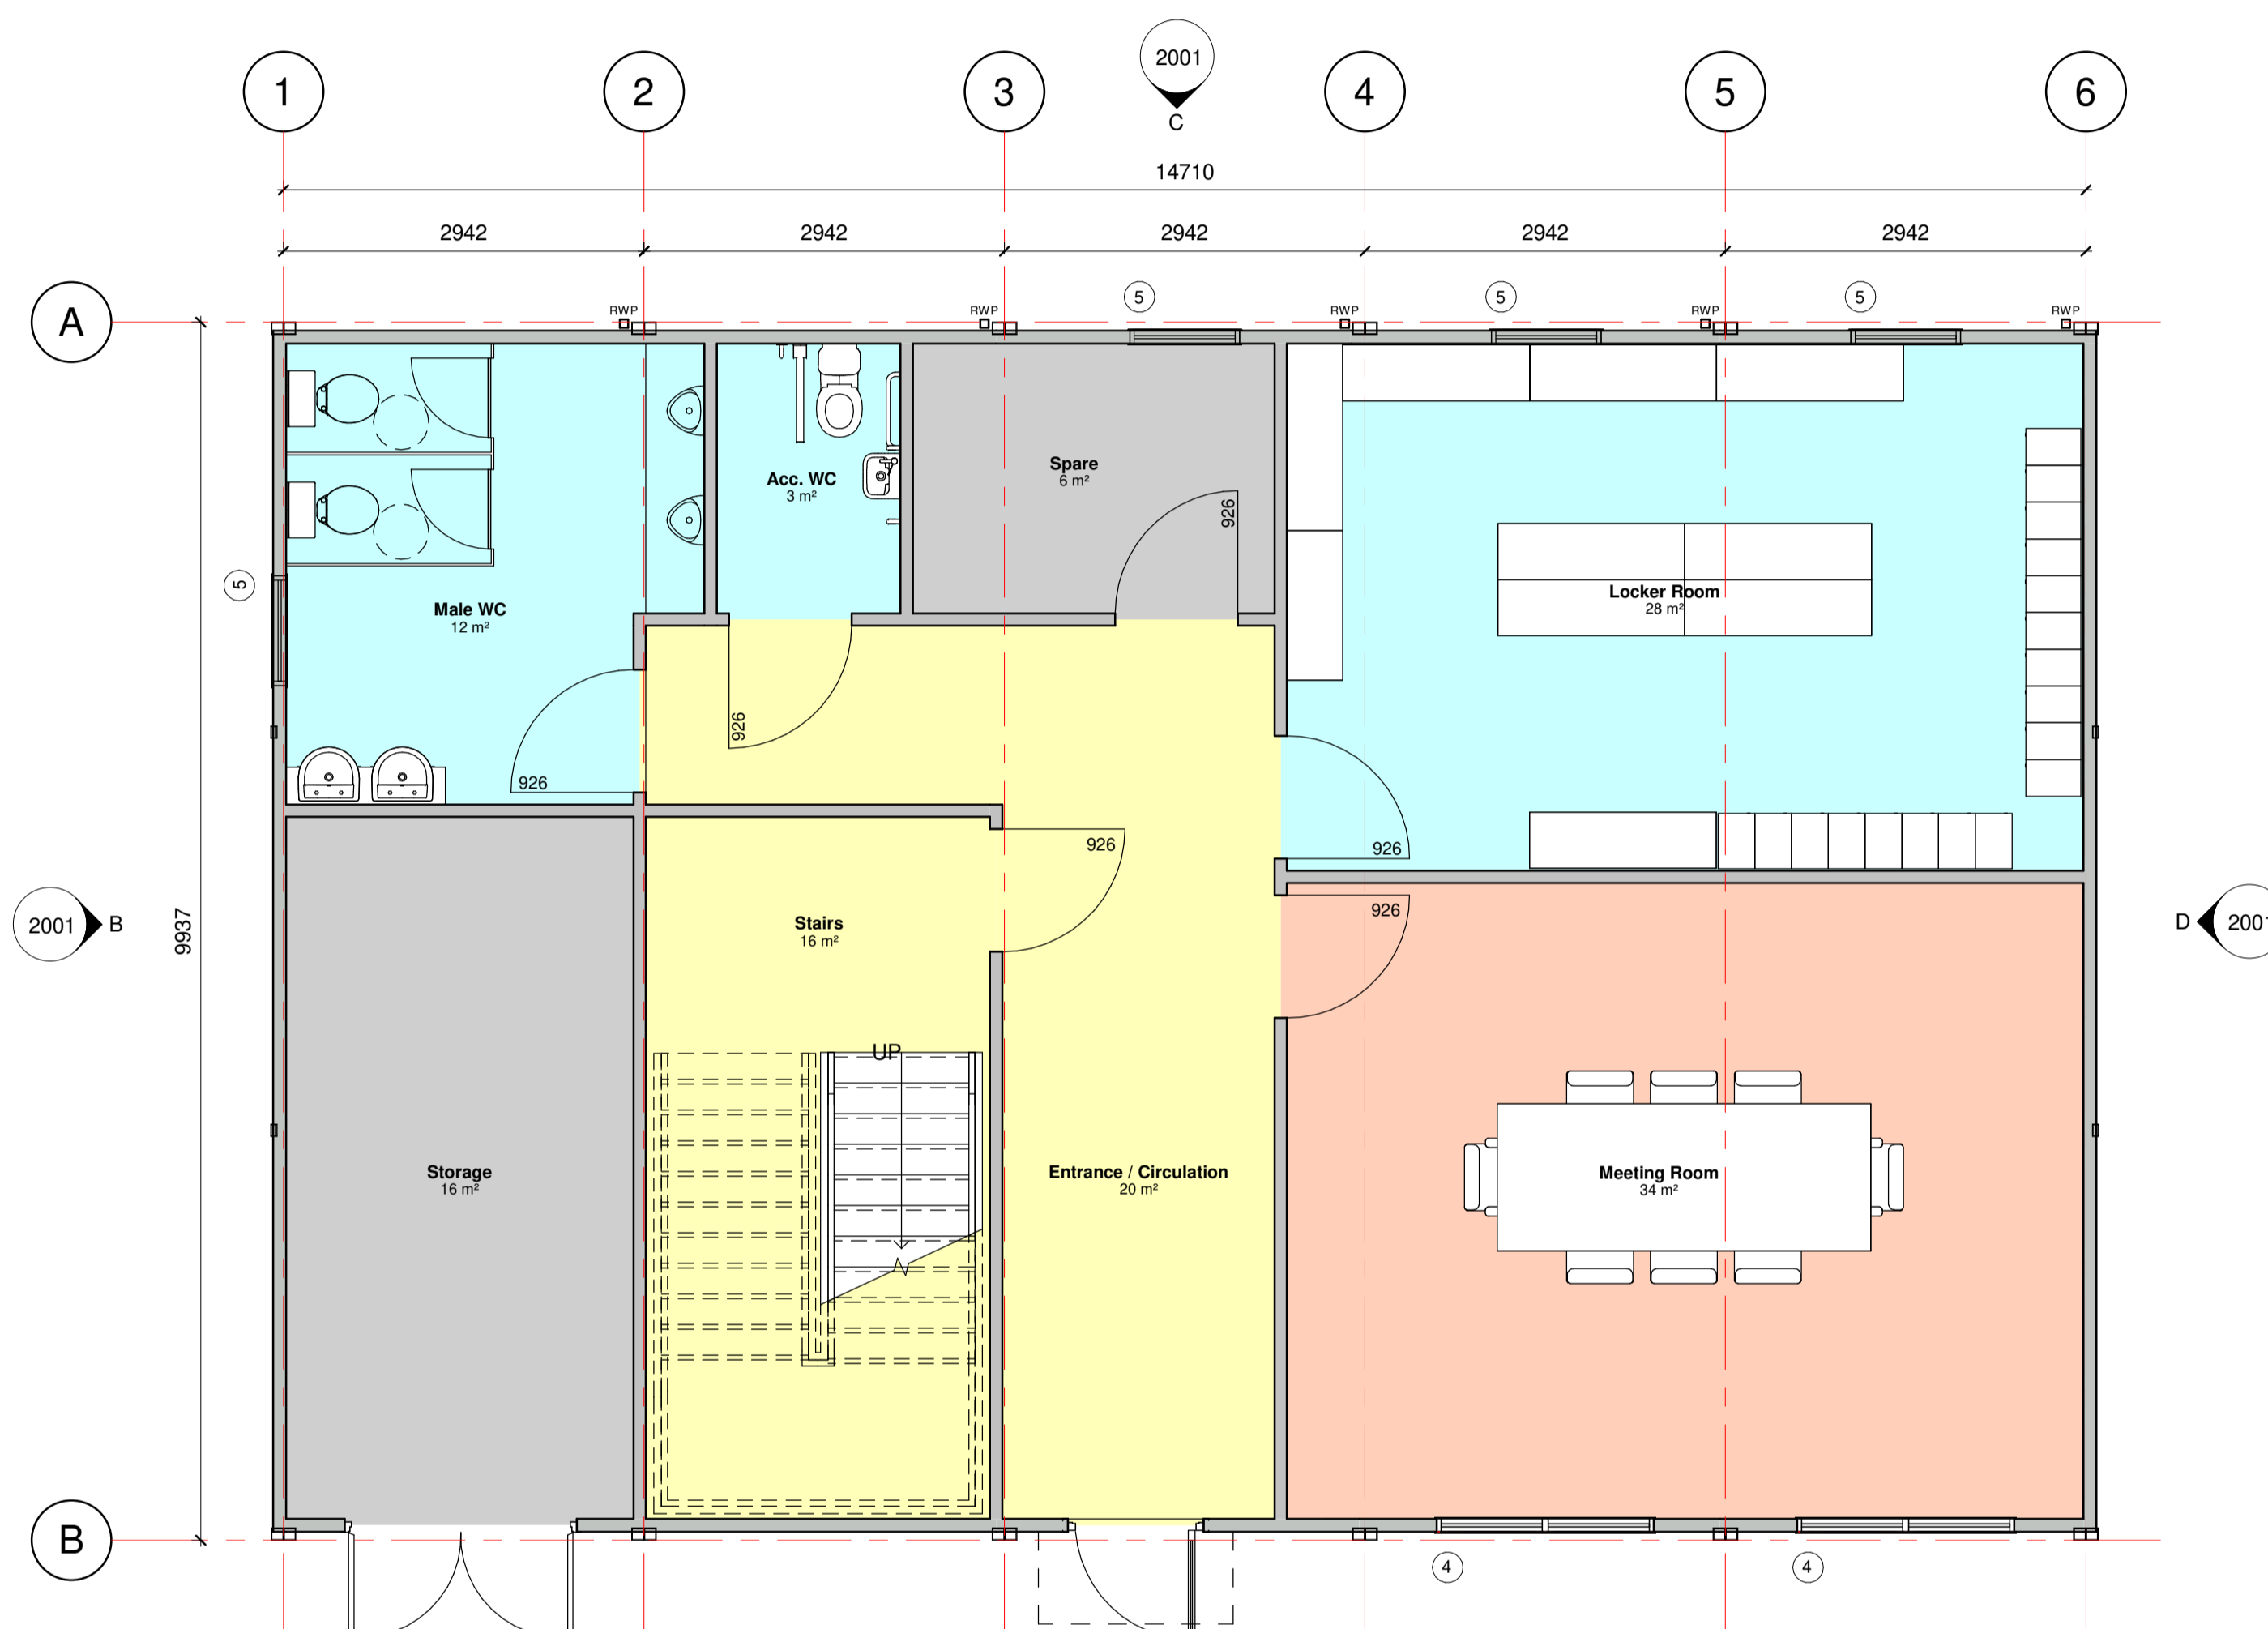 2001
C
1 2 3 4 5 6
14710
2942 2942 2942 2942 2942
A
5 5 5
RWP RWP RWP RWP RWP
Spare
6 m²
Acc. WC
3 m²
926
5
Locker Room
28 m²
Male WC
12 m²
926
926
926
926
926
2001 B
9937
Stairs
16 m²
D 2001
UP
Storage
16 m²
Entrance / Circulation
20 m²
Meeting Room
34 m²
B
4 4